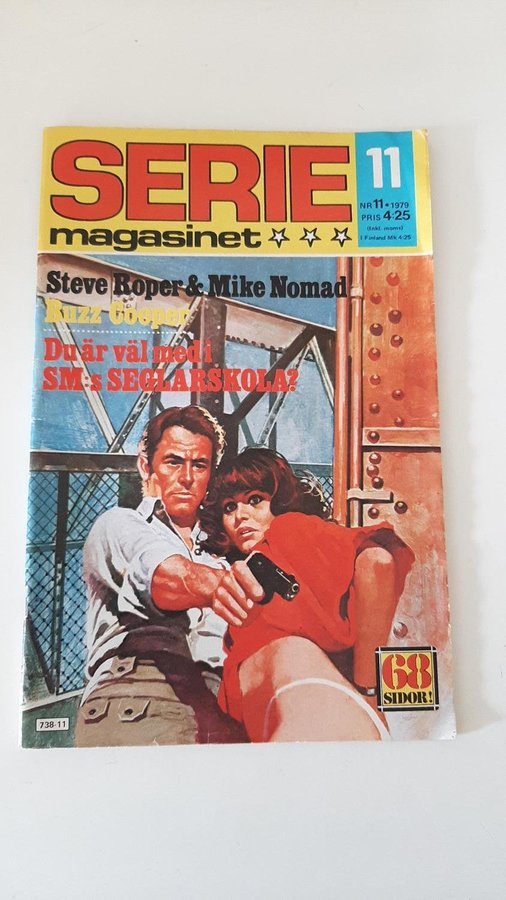 SERIE
magasinet
11
NR 11 • 1979
PRIS 4:25
(Inkl. moms)
I Finland Mk 4:25
Steve Roper & Mike Nomad
Buzz Cooper
Du är väl med i
SM:s SEGLARSKOLA?
68
SIDOR!
738-11